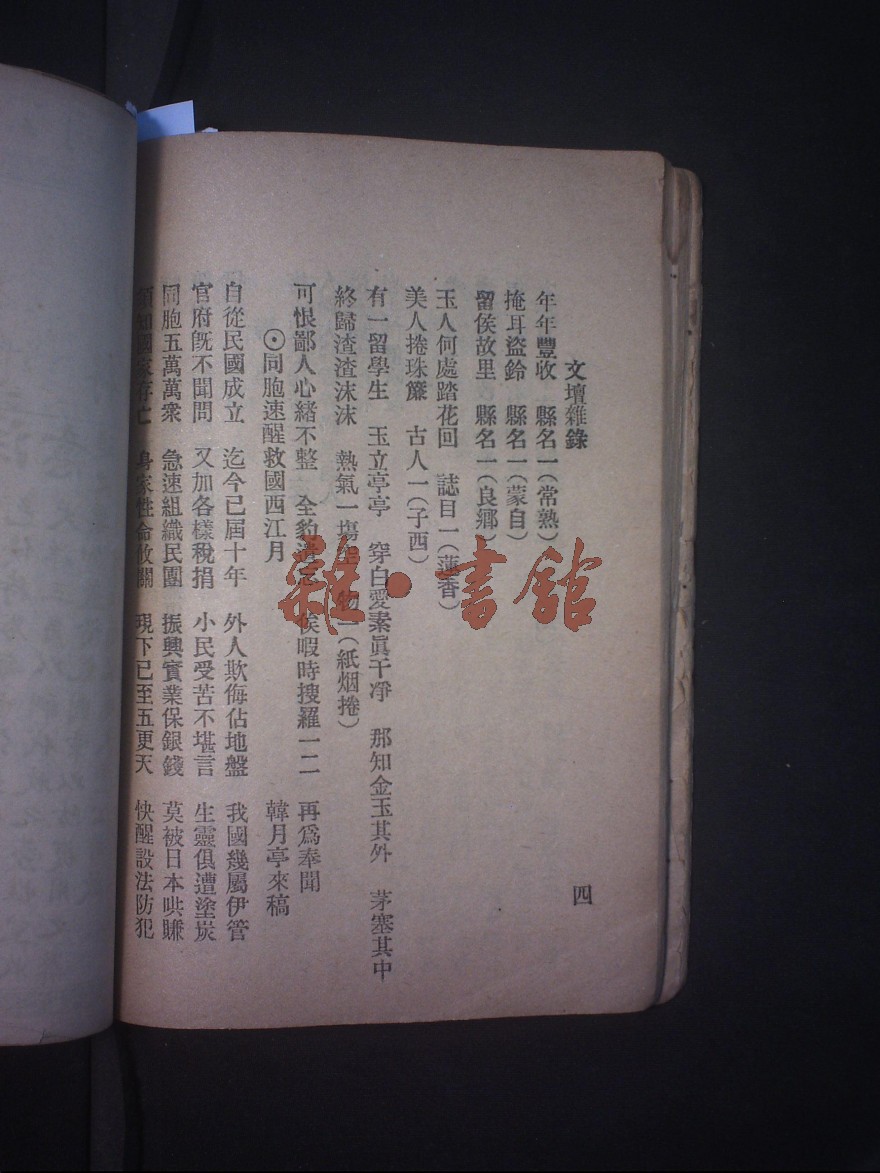 文壇雜錄
四
年年豐收　縣名一(常熟)
掩耳盜鈴　縣名一(蒙自)
留侯故里　縣名一(良鄉)
玉人何處踏花回　誌目一(蓮香)
美人捲珠簾　古人一(子西)
有一留學生　玉立亭亭　穿白愛素眞干凈　那知金玉其外　茅塞其中
終歸渣渣沫沫　熱氣一塲　物一(紙烟捲)
可恨鄙人心緒不整　全豹　俟暇時搜羅一二　再爲奉聞
⊙同胞速醒救國西江月　韓月亭來稿
自從民國成立　迄今已屆十年　外人欺侮佔地盤　我國幾屬伊管
官府旣不聞問　又加各樣稅捐　小民受苦不堪言　生靈俱遭塗炭
同胞五萬萬衆　急速組織民團　振興實業保銀錢　莫被日本哄賺
須知國家存亡　身家性命攸關　現下已至五更天　快醒設法防犯
雜·書館